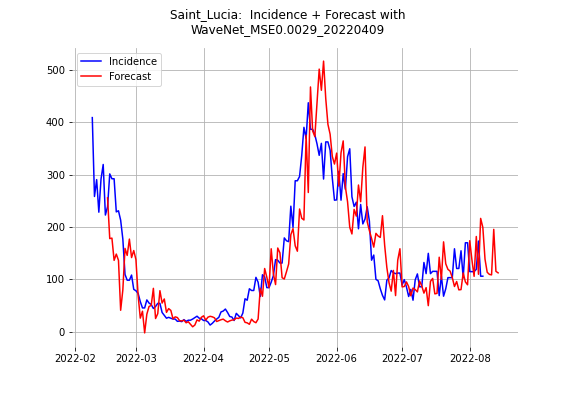 Saint_Lucia:  Incidence + Forecast with
WaveNet_MSE0.0029_20220409
Incidence
Forecast
500
400
300
200
100
0
2022-02 2022-03 2022-04 2022-05 2022-06 2022-07 2022-08